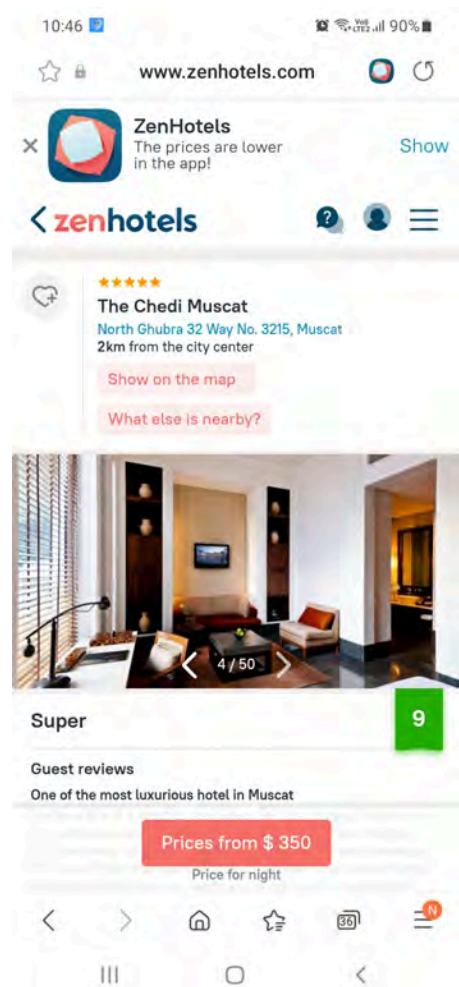 10:46
90%
www.zenhotels.com
ZenHotels
The prices are lower
in the app!
Show
zenhotels
The Chedi Muscat
North Ghubra 32 Way No. 3215, Muscat
2km from the city center
Show on the map
What else is nearby?
4/50
Super
9
Guest reviews
One of the most luxurious hotel in Muscat
Prices from $ 350
Price for night
36
N